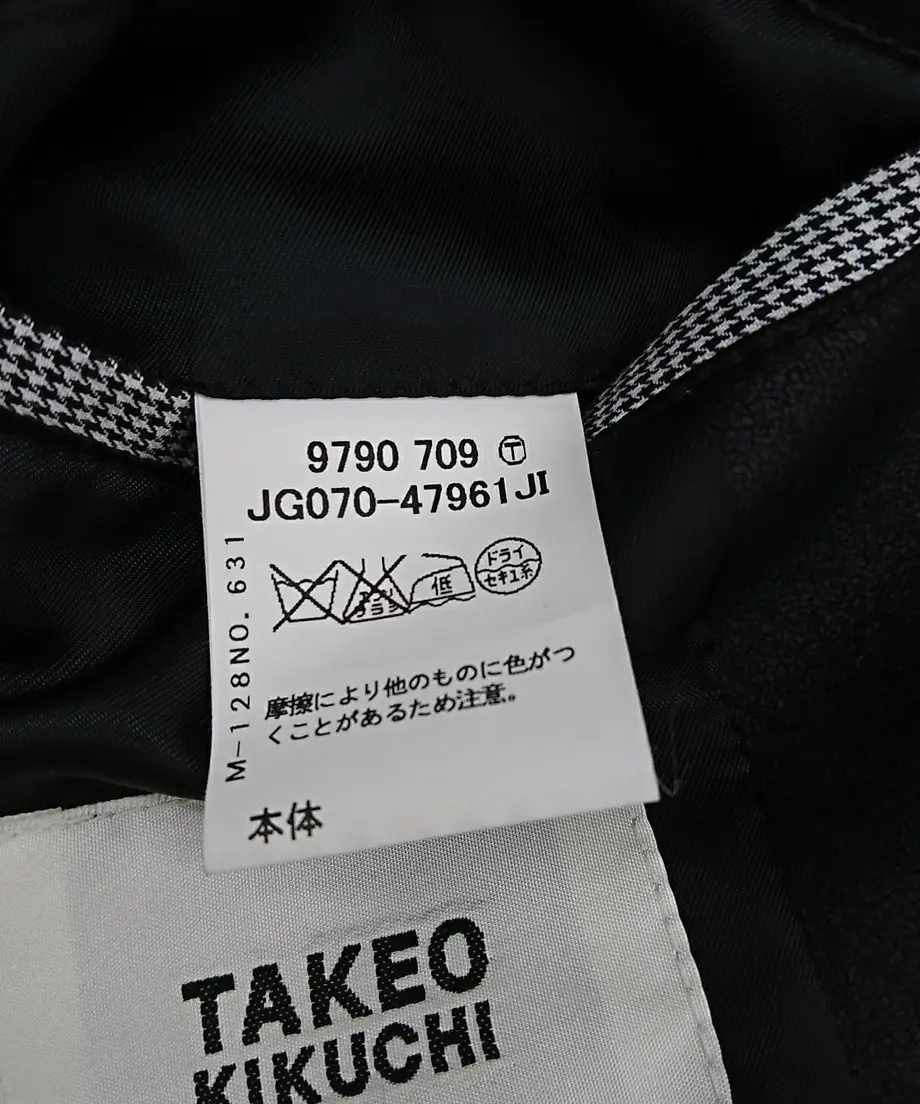 9790 709 Ⓣ
JG070-47961JI
M-128NO. 631
低
ドライ
セキユ系
摩擦により他のものに色がつ
くことがあるため注意。
本体
TAKEO
KIKUCHI